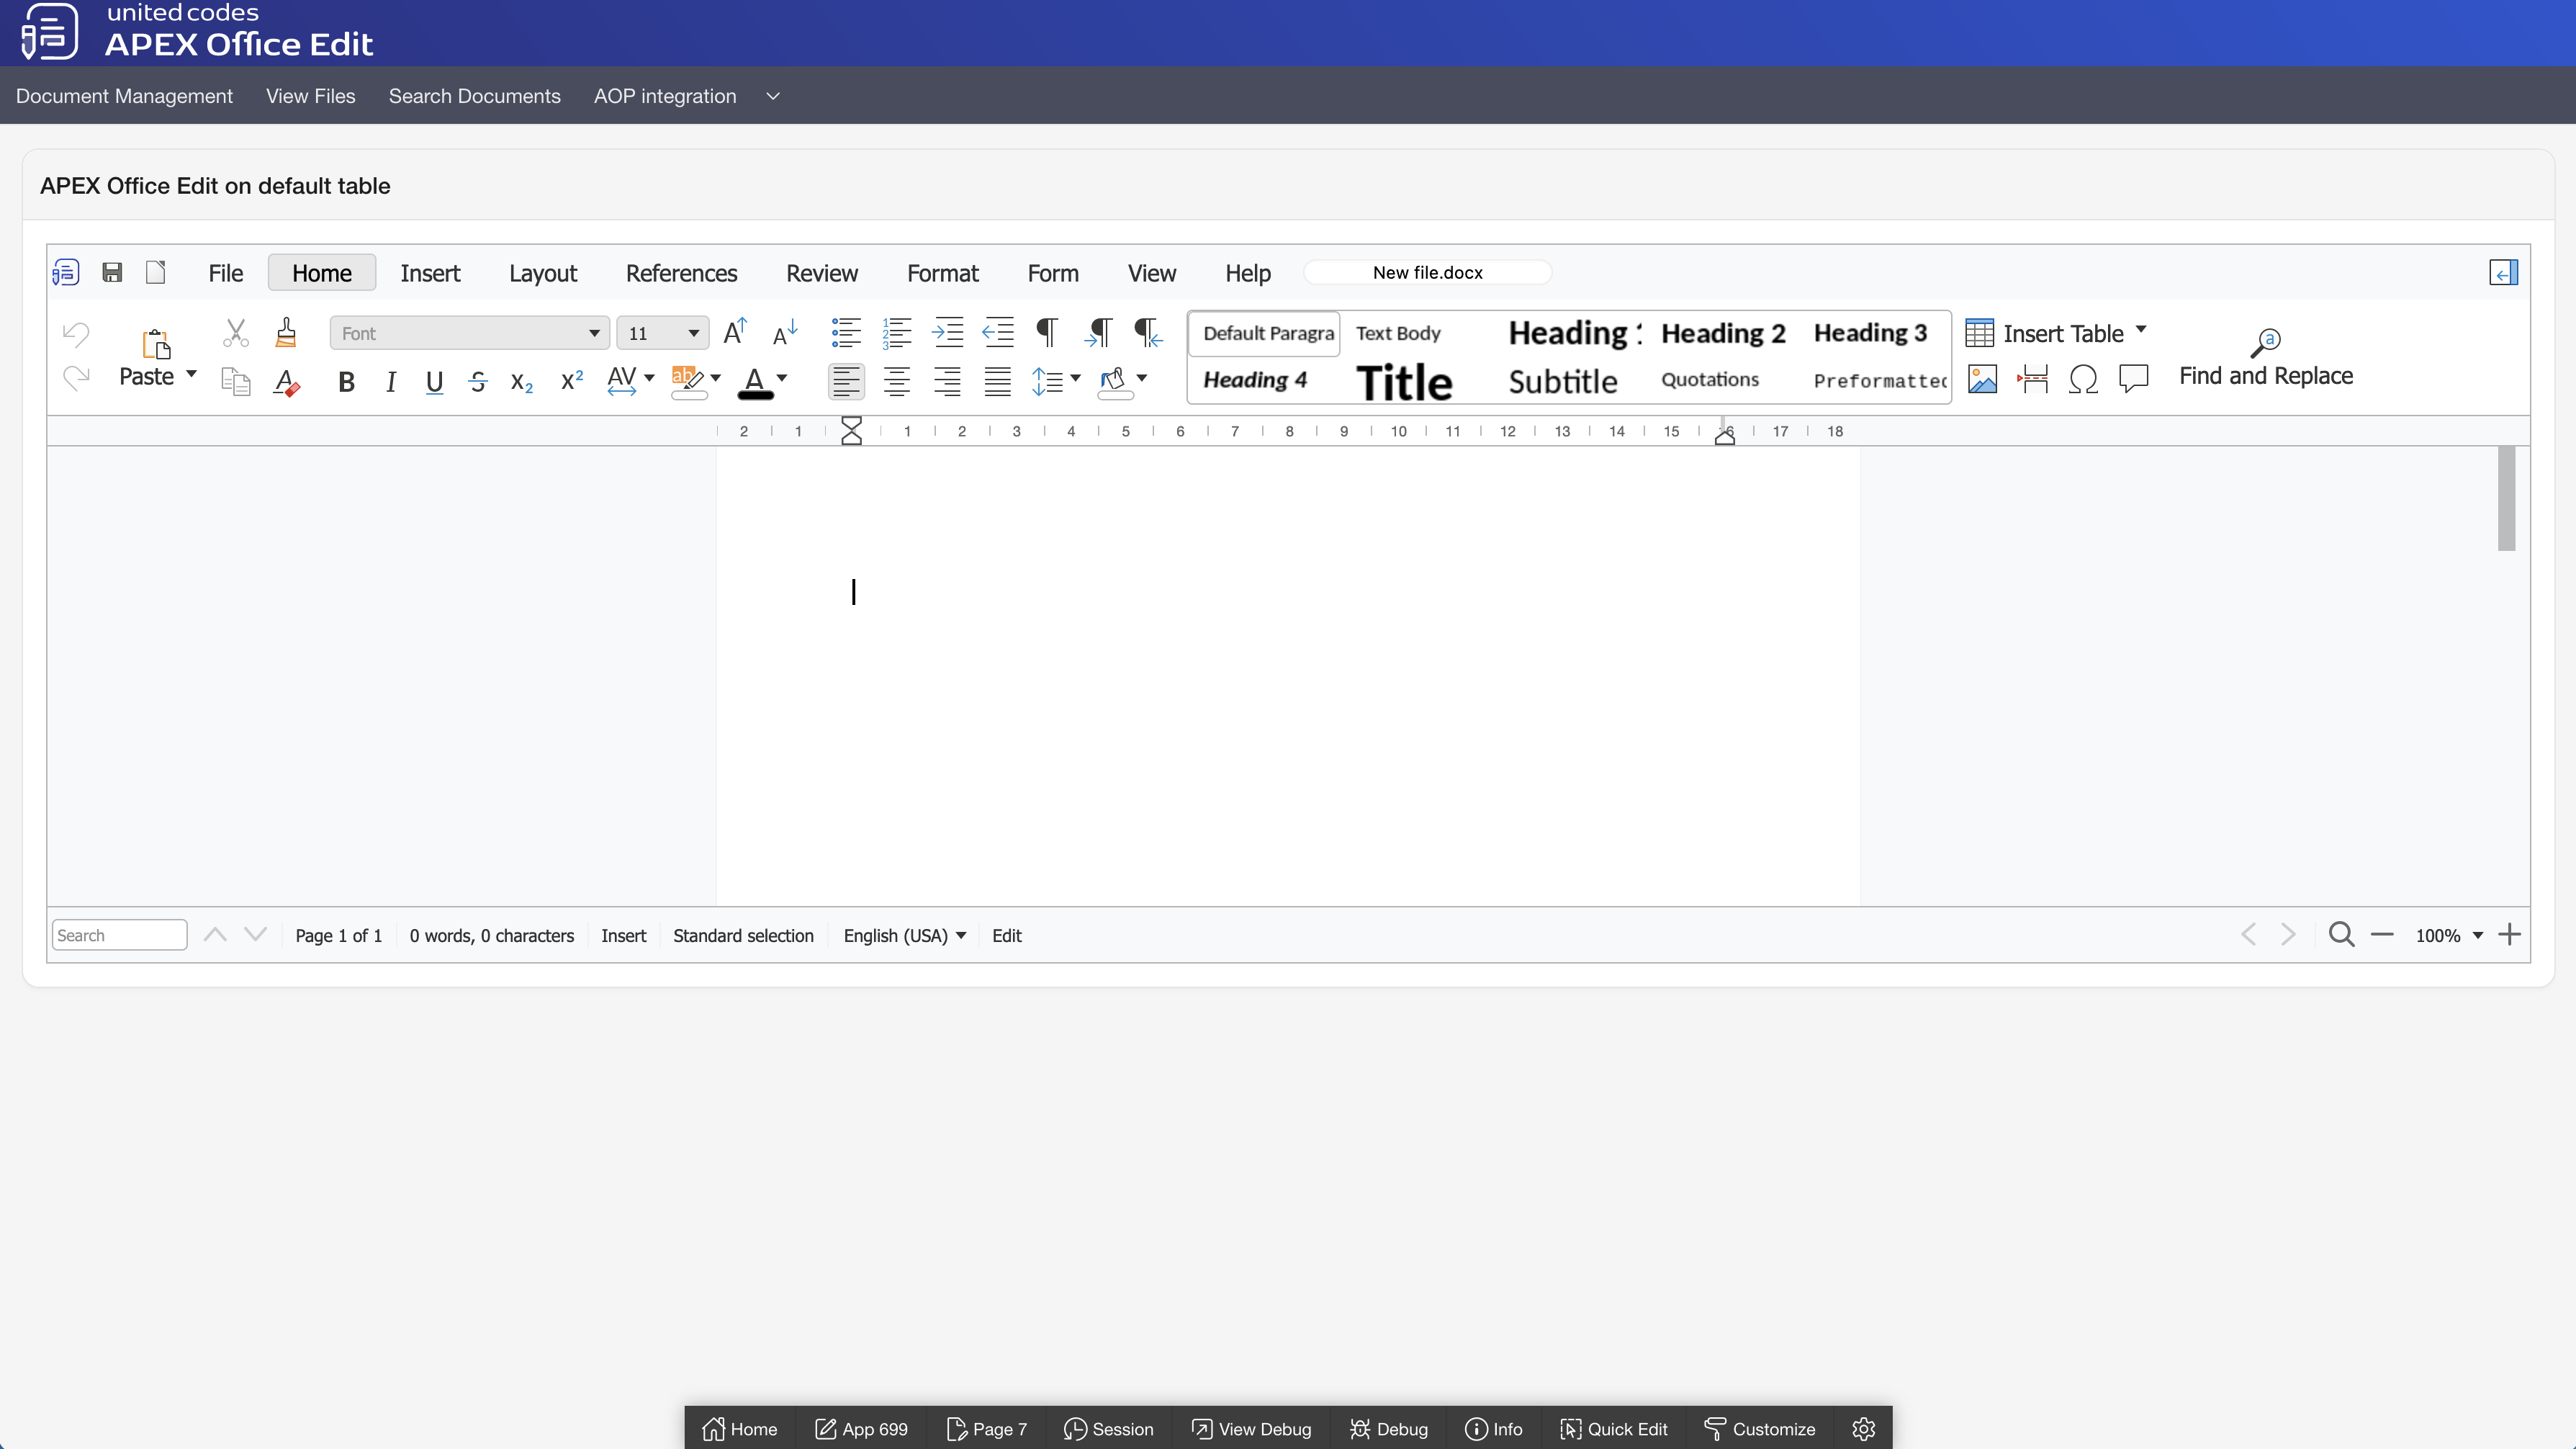 united codes
APEX Office Edit
Document Management View Files Search Documents AOP integration
APEX Office Edit on default table
File Home Insert Layout References Review Format Form View Help New file.docx
Font 11 Default Paragra Text Body Heading Heading 2 Heading 3 Insert Table
Paste Heading 4 Title Subtitle Quotations Preformatted Find and Replace
2 1 1 2 3 4 5 6 7 8 9 10 11 12 13 14 15 16 17 18
Search Page 1 of 1 0 words, 0 characters Insert Standard selection English (USA) Edit 100%
Home App 699 Page 7 Session View Debug Debug Info Quick Edit Customize